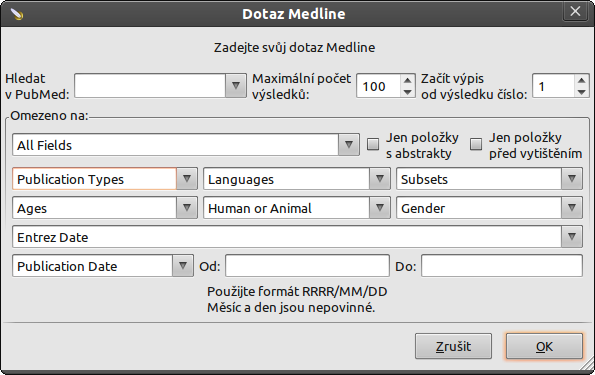 Dotaz Medline
Zadejte svůj dotaz Medline
Hledat
v PubMed:
Maximální počet
výsledků:
100
Začít výpis
od výsledku číslo:
1
Omezeno na:
All Fields
Jen položky
s abstrakty
Jen položky
před vytištěním
Publication Types
Languages
Subsets
Ages
Human or Animal
Gender
Entrez Date
Publication Date
Od:
Do:
Použijte formát RRRR/MM/DD
Měsíc a den jsou nepovinné.
Zrušit
OK